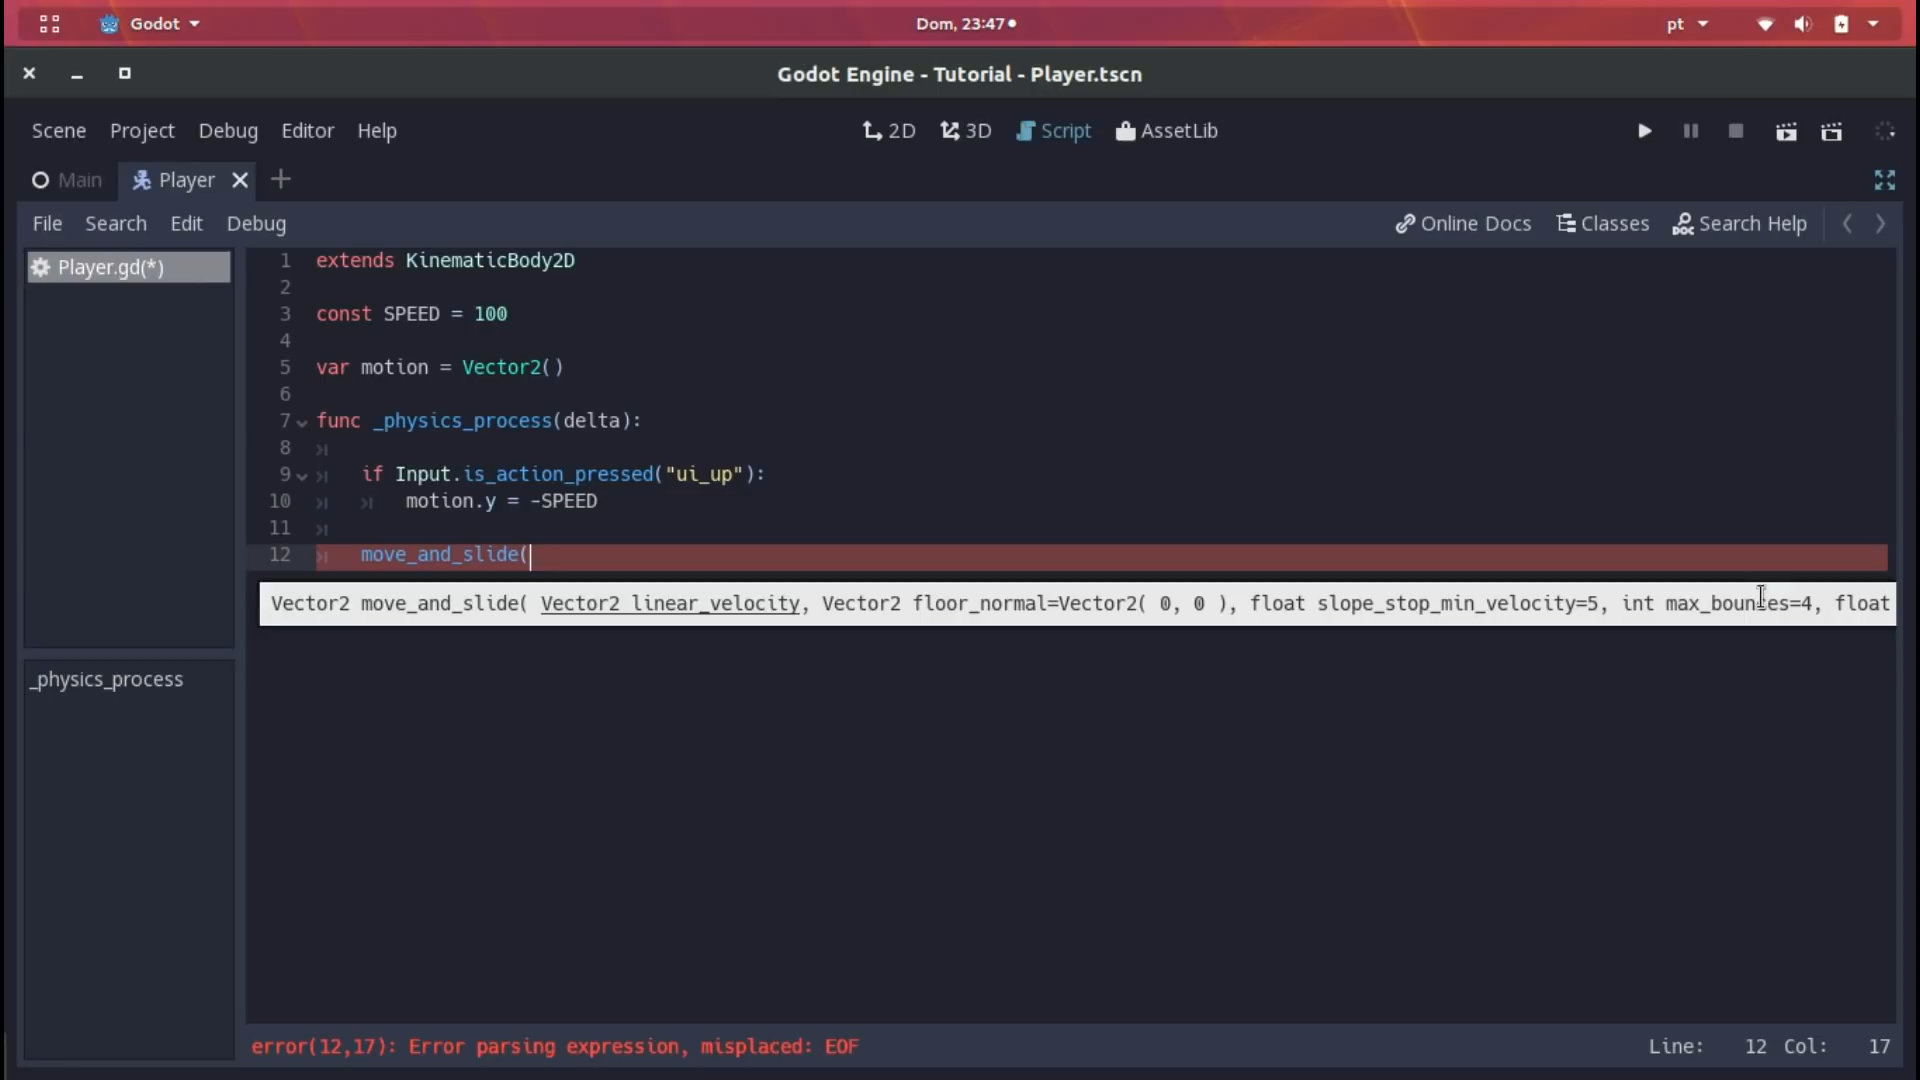 Godot
Dom, 23:47
pt
Godot Engine - Tutorial - Player.tscn
Scene Project Debug Editor Help
2D 3D Script AssetLib
Main Player
File Search Edit Debug
Online Docs Classes Search Help
Player.gd(*)
1 extends KinematicBody2D
2
3 const SPEED = 100
4
5 var motion = Vector2()
6
7 func _physics_process(delta):
8
9 if Input.is_action_pressed("ui_up"):
10 motion.y = -SPEED
11
12 move_and_slide(
Vector2 move_and_slide( Vector2 linear_velocity, Vector2 floor_normal=Vector2( 0, 0 ), float slope_stop_min_velocity=5, int max_bounces=4, float
_physics_process
error(12,17): Error parsing expression, misplaced: EOF
Line: 12 Col: 17